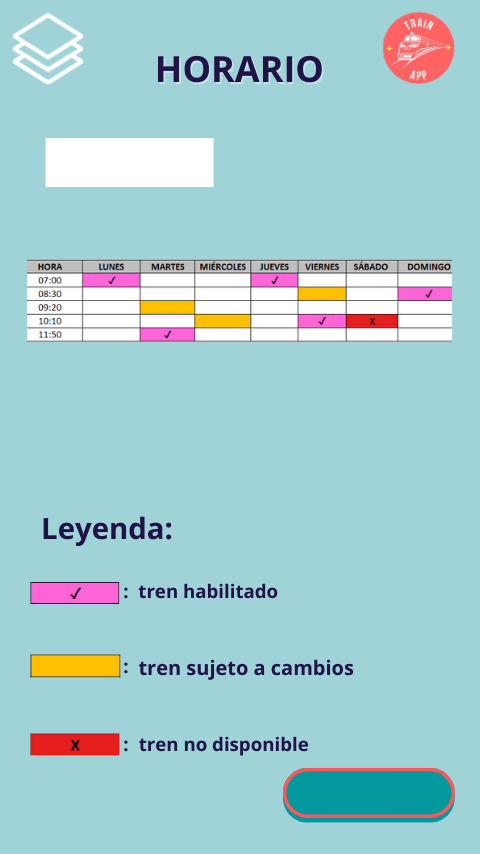 TRAIN
APP
HORARIO
HORA LUNES MARTES MIÉRCOLES JUEVES VIERNES SÁBADO DOMINGO
07:00 ✓ ✓
08:30 ✓
09:20
10:10 ✓ X
11:50 ✓
Leyenda:
✓ : tren habilitado
: tren sujeto a cambios
X : tren no disponible